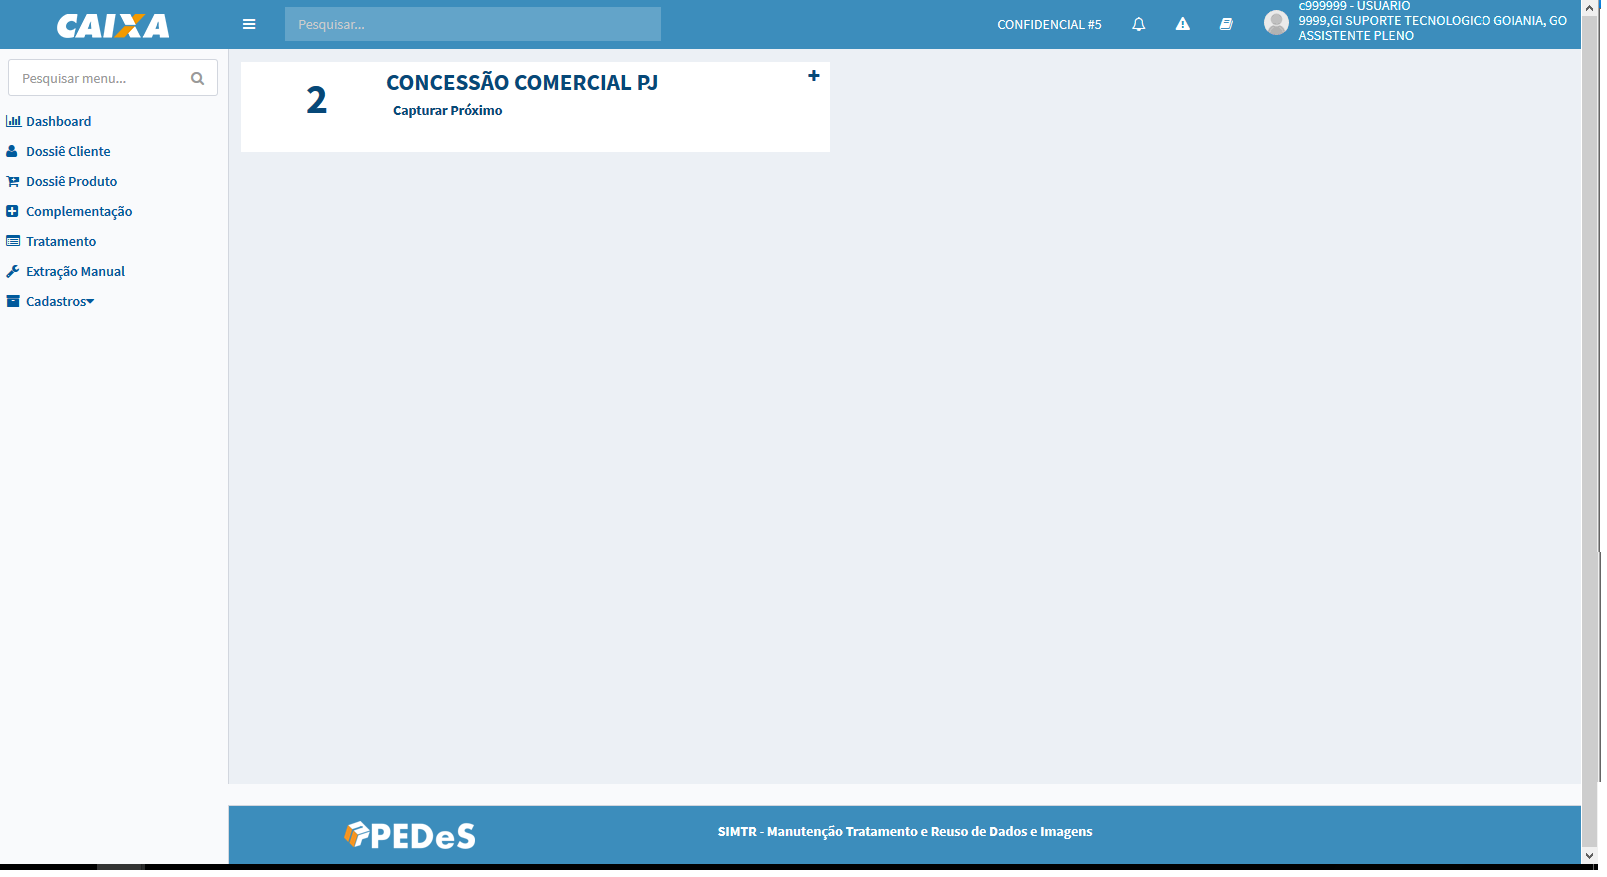 CAIXA
Pesquisar...
CONFIDENCIAL #5
c999999 - USUARIO
9999,GI SUPORTE TECNOLOGICO GOIANIA, GO
ASSISTENTE PLENO
Pesquisar menu...
Dashboard
Dossiê Cliente
Dossiê Produto
Complementação
Tratamento
Extração Manual
Cadastros
2
CONCESSÃO COMERCIAL PJ
Capturar Próximo
PEDeS
SIMTR - Manutenção Tratamento e Reuso de Dados e Imagens